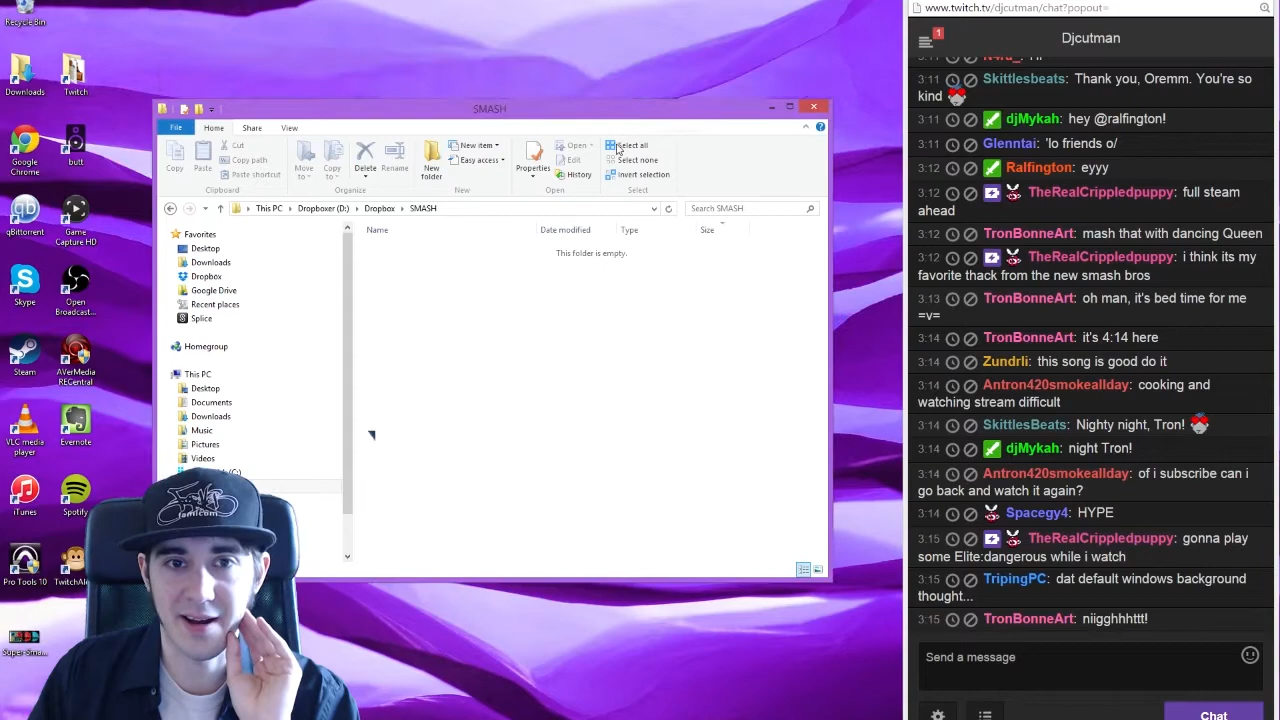 Recycle Bin
Downloads
Twitch
Google
Chrome
butt
qBittorrent
Game
Capture HD
Skype
Open
Broadcast...
Steam
AVerMedia
RECentral
VLC media
player
Evernote
iTunes
Spotify
Pro Tools 10
Super Sma...
SMASH
File
Home
Share
View
Copy
Paste
Cut
Copy path
Paste shortcut
Clipboard
Move
to
Copy
to
Delete
Rename
Organize
New
folder
New item
Easy access
New
Properties
Open
Edit
History
Open
Select all
Select none
Invert selection
Select
This PC
Dropboxer (D:)
Dropbox
SMASH
Search SMASH
Name
Date modified
Type
Size
This folder is empty.
Favorites
Desktop
Downloads
Dropbox
Google Drive
Recent places
Splice
Homegroup
This PC
Desktop
Documents
Downloads
Music
Pictures
Videos
(C:)
famicom
www.twitch.tv/djcutman/chat?popout=
1
Djcutman
3:11 Skittlesbeats: Thank you, Oremm. You're so
kind
3:11 djMykah: hey @ralfington!
3:11 Glenntai: 'lo friends o/
3:12 Ralfington: eyyy
3:12 TheRealCrippledpuppy: full steam
ahead
3:12 TronBonneArt: mash that with dancing Queen
3:12 TheRealCrippledpuppy: i think its my
favorite thack from the new smash bros
3:13 TronBonneArt: oh man, it's bed time for me
=v=
3:14 TronBonneArt: it's 4:14 here
3:14 Zundrli: this song is good do it
3:14 Antron420smokeallday: cooking and
watching stream difficult
3:14 SkittlesBeats: Nighty night, Tron!
3:14 djMykah: night Tron!
3:14 Antron420smokeallday: of i subscribe can i
go back and watch it again?
3:14 Spacegy4: HYPE
3:15 TheRealCrippledpuppy: gonna play
some Elite:dangerous while i watch
3:15 TripingPC: dat default windows background
thought...
3:15 TronBonneArt: niigghhhttt!
Send a message
Chat